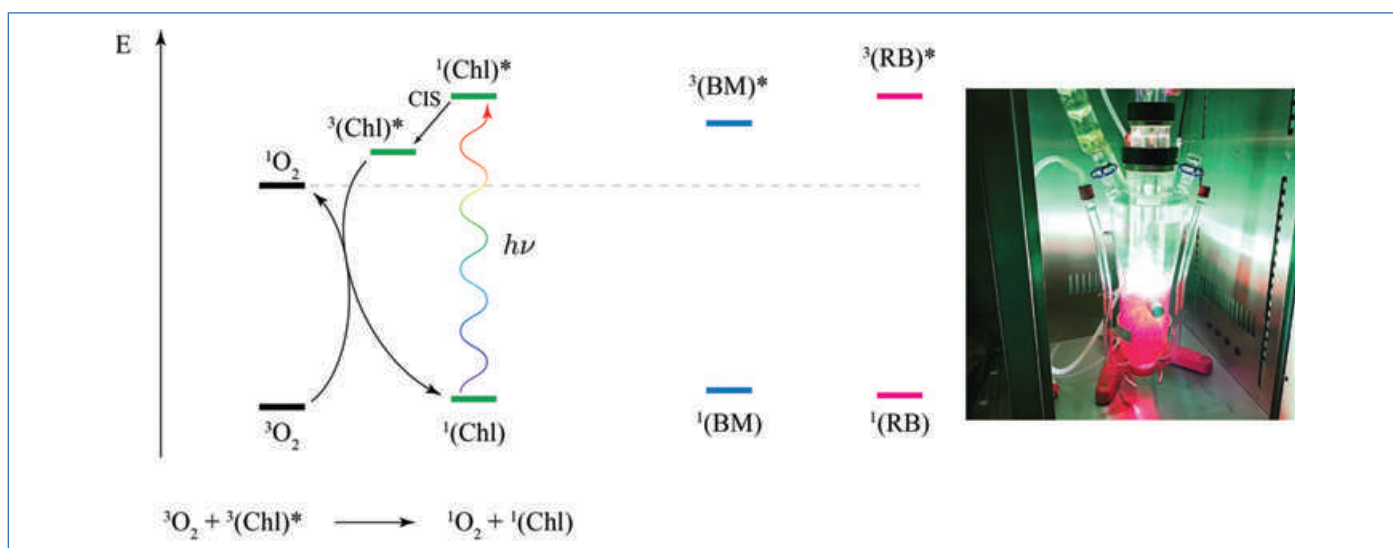 E
¹(Chl)*
CIS
³(Chl)*
¹O₂
hν
³O₂
¹(Chl)
³(BM)*
¹(BM)
³(RB)*
¹(RB)
³O₂ + ³(Chl)* ⟶ ¹O₂ + ¹(Chl)